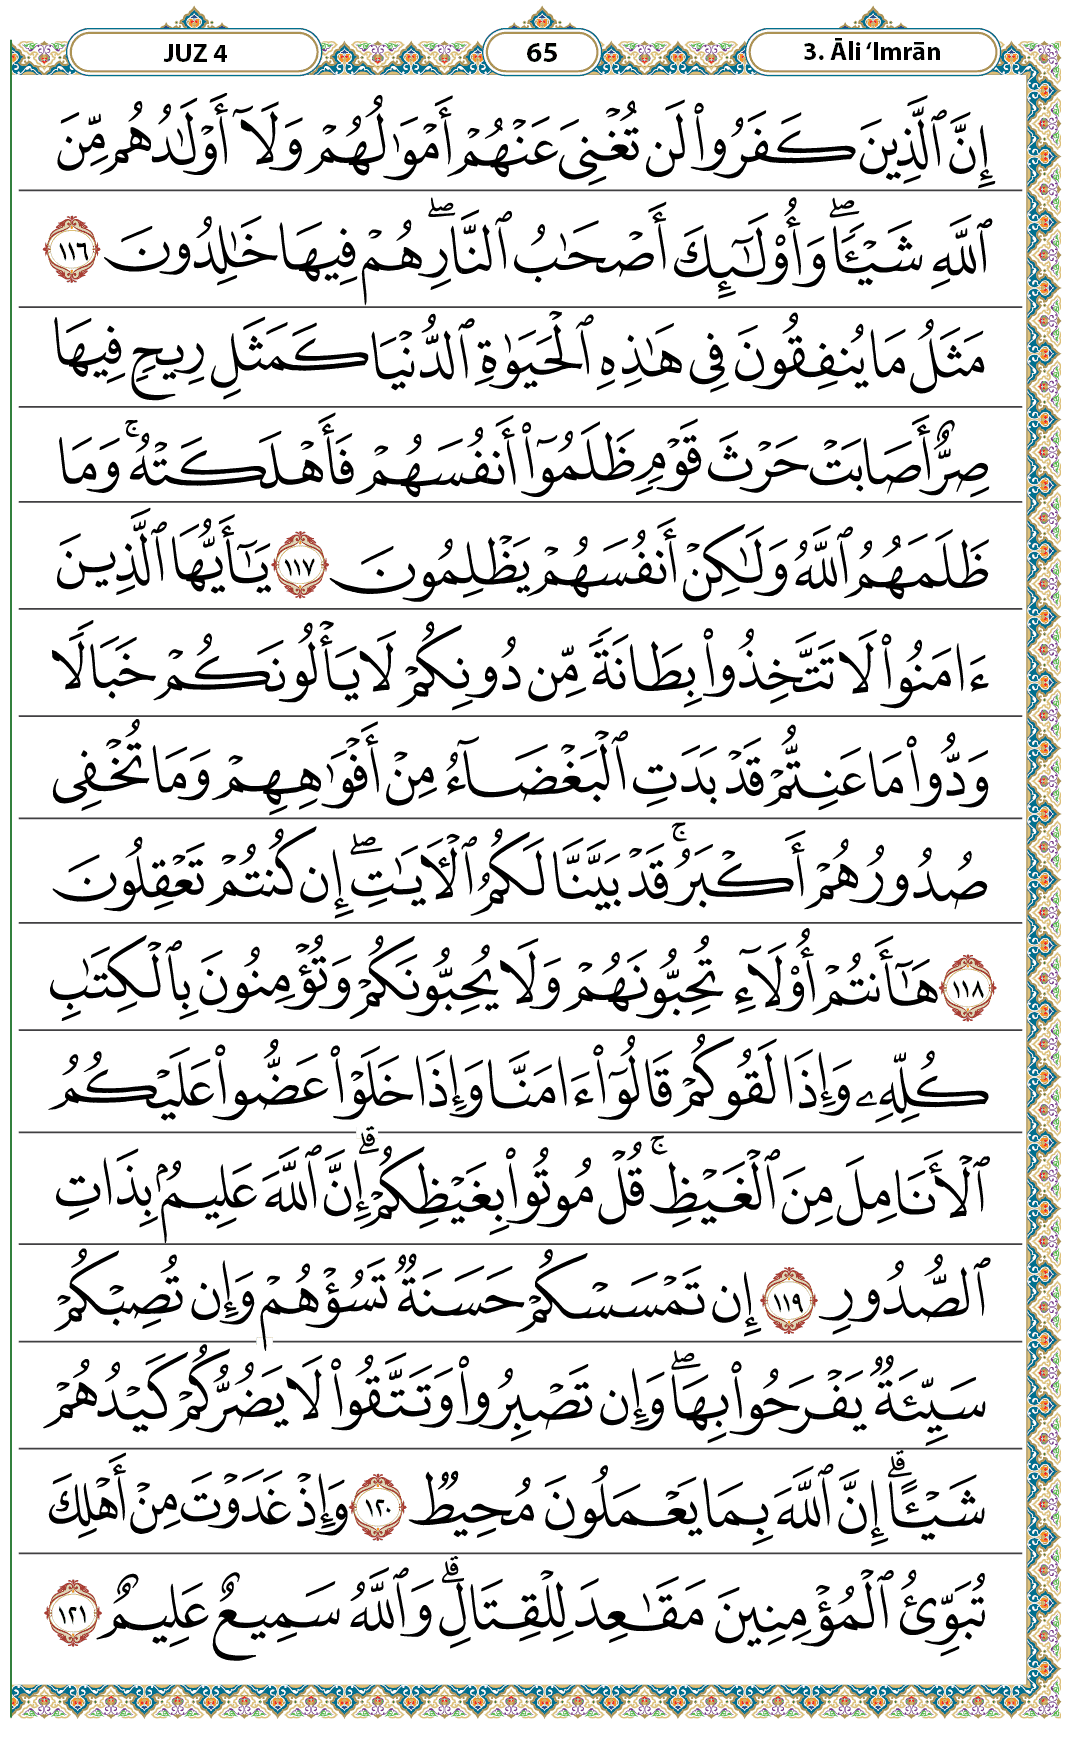 JUZ 4
65
3. Āli ‘Imrān
إِنَّ ٱلَّذِينَ كَفَرُوا۟ لَن تُغْنِىَ عَنْهُمْ أَمْوَٰلُهُمْ وَلَآ أَوْلَـٰدُهُم مِّنَ
ٱللَّهِ شَيْـًٔا ۖ وَأُو۟لَـٰٓئِكَ أَصْحَـٰبُ ٱلنَّارِ ۖ هُمْ فِيهَا خَـٰلِدُونَ ١١٦
مَثَلُ مَا يُنفِقُونَ فِى هَـٰذِهِ ٱلْحَيَوٰةِ ٱلدُّنْيَا كَمَثَلِ رِيحٍ فِيهَا
صِرٌّ أَصَابَتْ حَرْثَ قَوْمٍ ظَلَمُوٓا۟ أَنفُسَهُمْ فَأَهْلَكَتْهُ ۚ وَمَا
ظَلَمَهُمُ ٱللَّهُ وَلَـٰكِنْ أَنفُسَهُمْ يَظْلِمُونَ ١١٧ يَـٰٓأَيُّهَا ٱلَّذِينَ
ءَامَنُوا۟ لَا تَتَّخِذُوا۟ بِطَانَةً مِّن دُونِكُمْ لَا يَأْلُونَكُمْ خَبَالًا
وَدُّوا۟ مَا عَنِتُّمْ قَدْ بَدَتِ ٱلْبَغْضَآءُ مِنْ أَفْوَٰهِهِمْ وَمَا تُخْفِى
صُدُورُهُمْ أَكْبَرُ ۚ قَدْ بَيَّنَّا لَكُمُ ٱلْـَٔايَـٰتِ ۖ إِن كُنتُمْ تَعْقِلُونَ
١١٨ هَـٰٓأَنتُمْ أُو۟لَآءِ تُحِبُّونَهُمْ وَلَا يُحِبُّونَكُمْ وَتُؤْمِنُونَ بِٱلْكِتَـٰبِ
كُلِّهِۦ وَإِذَا لَقُوكُمْ قَالُوٓا۟ ءَامَنَّا وَإِذَا خَلَوْا۟ عَضُّوا۟ عَلَيْكُمُ
ٱلْأَنَامِلَ مِنَ ٱلْغَيْظِ ۚ قُلْ مُوتُوا۟ بِغَيْظِكُمْ ۗ إِنَّ ٱللَّهَ عَلِيمٌۢ بِذَاتِ
ٱلصُّدُورِ ١١٩ إِن تَمْسَسْكُمْ حَسَنَةٌ تَسُؤْهُمْ وَإِن تُصِبْكُمْ
سَيِّئَةٌ يَفْرَحُوا۟ بِهَا ۖ وَإِن تَصْبِرُوا۟ وَتَتَّقُوا۟ لَا يَضُرُّكُمْ كَيْدُهُمْ
شَيْـًٔا ۗ إِنَّ ٱللَّهَ بِمَا يَعْمَلُونَ مُحِيطٌ ١٢٠ وَإِذْ غَدَوْتَ مِنْ أَهْلِكَ
تُبَوِّئُ ٱلْمُؤْمِنِينَ مَقَـٰعِدَ لِلْقِتَالِ ۗ وَٱللَّهُ سَمِيعٌ عَلِيمٌ ١٢١